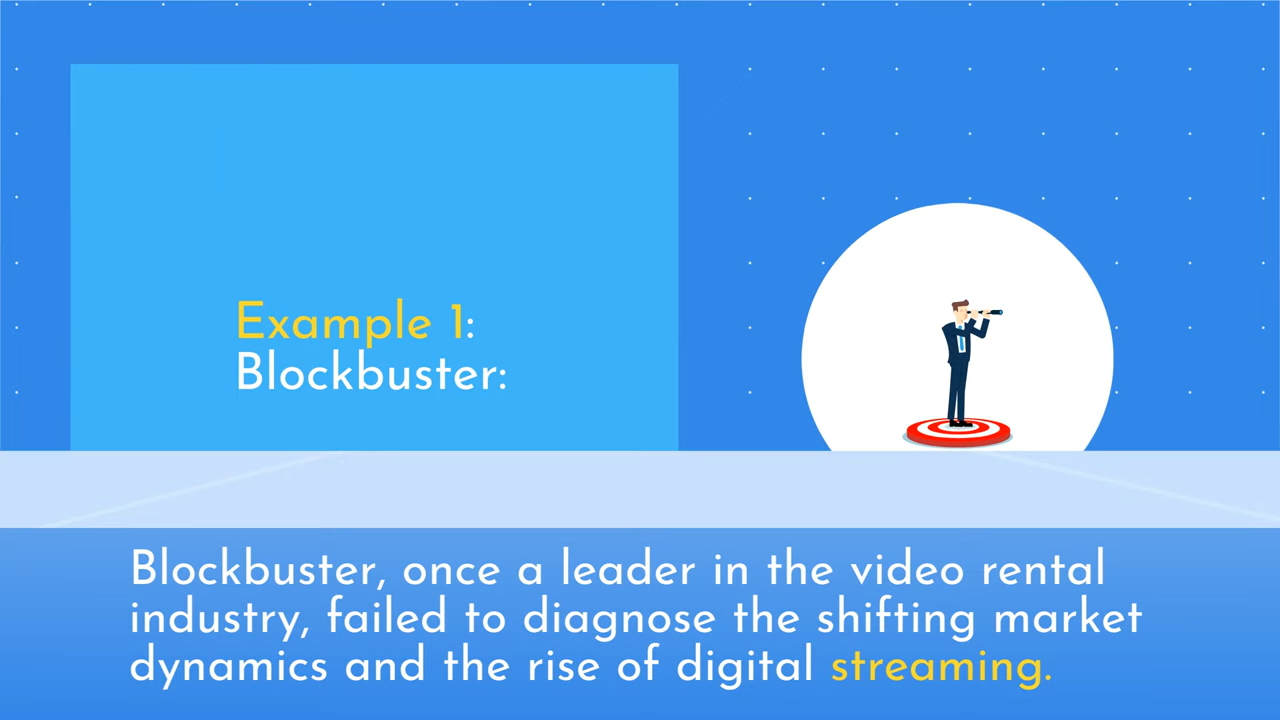 Example 1:
Blockbuster:
Blockbuster, once a leader in the video rental
industry, failed to diagnose the shifting market
dynamics and the rise of digital streaming.